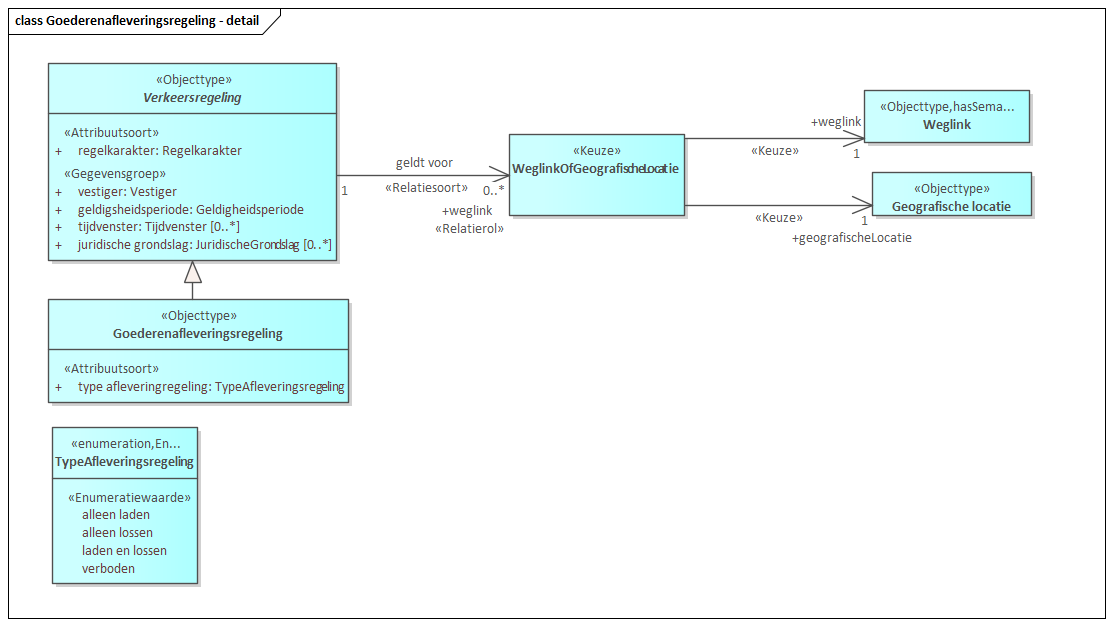 class Goederenafleveringsregeling - detail
«Objecttype»
Verkeersregeling
«Attribuutsoort»
+ regelkarakter: Regelkarakter
«Gegevensgroep»
+ vestiger: Vestiger
+ geldigsheidsperiode: Geldigheidsperiode
+ tijdvenster: Tijdvenster [0..*]
+ juridische grondslag: JuridischeGrondslag [0..*]
geldt voor
1
«Relatiesoort»
0..*
+weglink
«Relatierol»
«Keuze»
WeglinkOfGeografischeLocatie
+weglink
«Keuze»
1
«Objecttype,hasSema...
Weglink
«Keuze»
1
+geografischeLocatie
«Objecttype»
Geografische locatie
«Objecttype»
Goederenafleveringsregeling
«Attribuutsoort»
+ type afleveringregeling: TypeAfleveringsregeling
«enumeration,En...
TypeAfleveringsregeling
«Enumeratiewaarde»
alleen laden
alleen lossen
laden en lossen
verboden